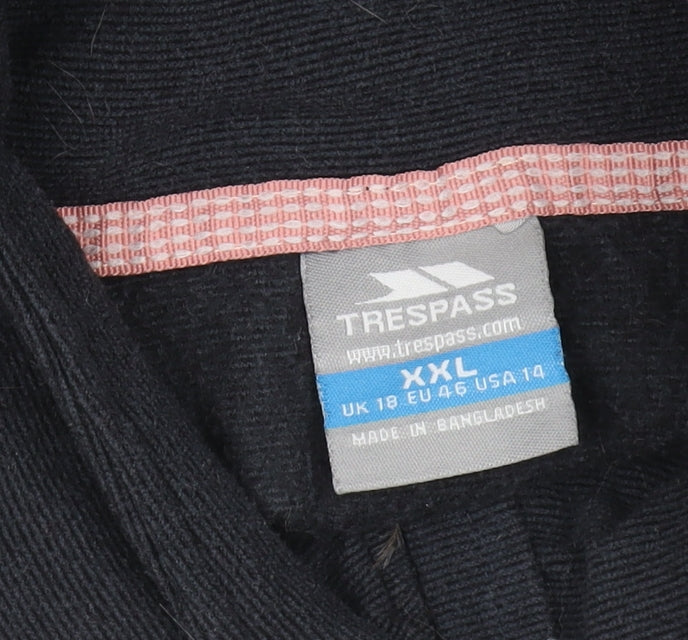 TRESPASS
www.trespass.com
XXL
UK 18 EU 46 USA 14
MADE IN BANGLADESH